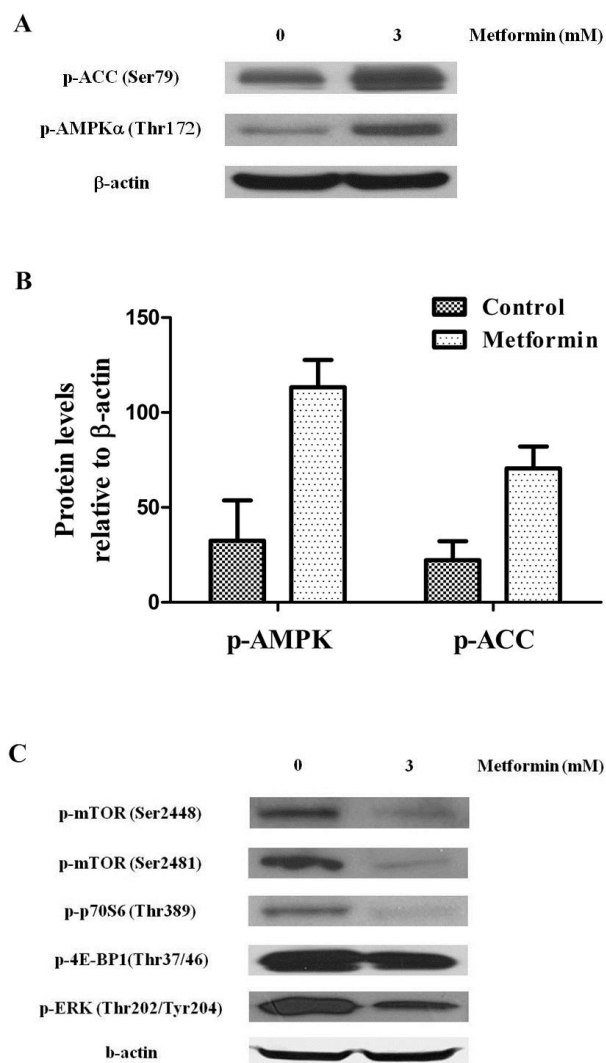 A
0 3 Metformin (mM)
p-ACC (Ser79)
p-AMPKα (Thr172)
β-actin
B
Protein levels
relative to β-actin
150
100
50
0
Control
Metformin
p-AMPK p-ACC
C
0 3 Metformin (mM)
p-mTOR (Ser2448)
p-mTOR (Ser2481)
p-p70S6 (Thr389)
p-4E-BP1(Thr37/46)
p-ERK (Thr202/Tyr204)
b-actin